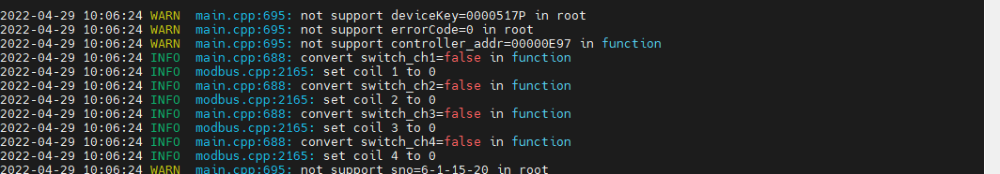 2022-04-29 10:06:24 WARN  main.cpp:695: not support deviceKey=0000517P in root
2022-04-29 10:06:24 WARN  main.cpp:695: not support errorCode=0 in root
2022-04-29 10:06:24 WARN  main.cpp:695: not support controller_addr=00000E97 in function
2022-04-29 10:06:24 INFO  main.cpp:688: convert switch_ch1=false in function
2022-04-29 10:06:24 INFO  modbus.cpp:2165: set coil 1 to 0
2022-04-29 10:06:24 INFO  main.cpp:688: convert switch_ch2=false in function
2022-04-29 10:06:24 INFO  modbus.cpp:2165: set coil 2 to 0
2022-04-29 10:06:24 INFO  main.cpp:688: convert switch_ch3=false in function
2022-04-29 10:06:24 INFO  modbus.cpp:2165: set coil 3 to 0
2022-04-29 10:06:24 INFO  main.cpp:688: convert switch_ch4=false in function
2022-04-29 10:06:24 INFO  modbus.cpp:2165: set coil 4 to 0
2022-04-29 10:06:24 WARN  main.cpp:695: not support sno=6-1-15-20 in root